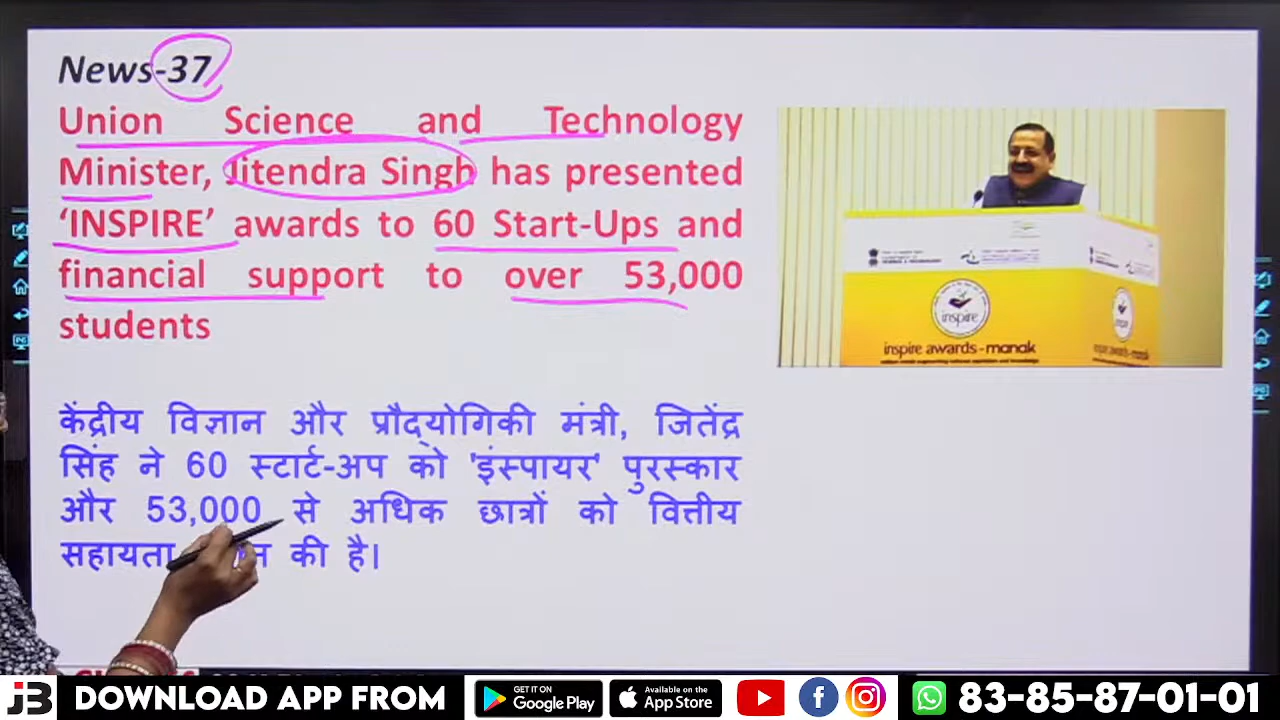 News-37
Union Science and Technology
Minister, Jitendra Singh has presented
‘INSPIRE’ awards to 60 Start-Ups and
financial support to over 53,000
students
inspire
inspire awards-manak
केंद्रीय विज्ञान और प्रौद्योगिकी मंत्री, जितेंद्र
सिंह ने 60 स्टार्ट-अप को 'इंस्पायर' पुरस्कार
और 53,000 से अधिक छात्रों को वित्तीय
सहायता की है।
JB DOWNLOAD APP FROM GET IT ON Google Play Available on the App Store 83-85-87-01-01